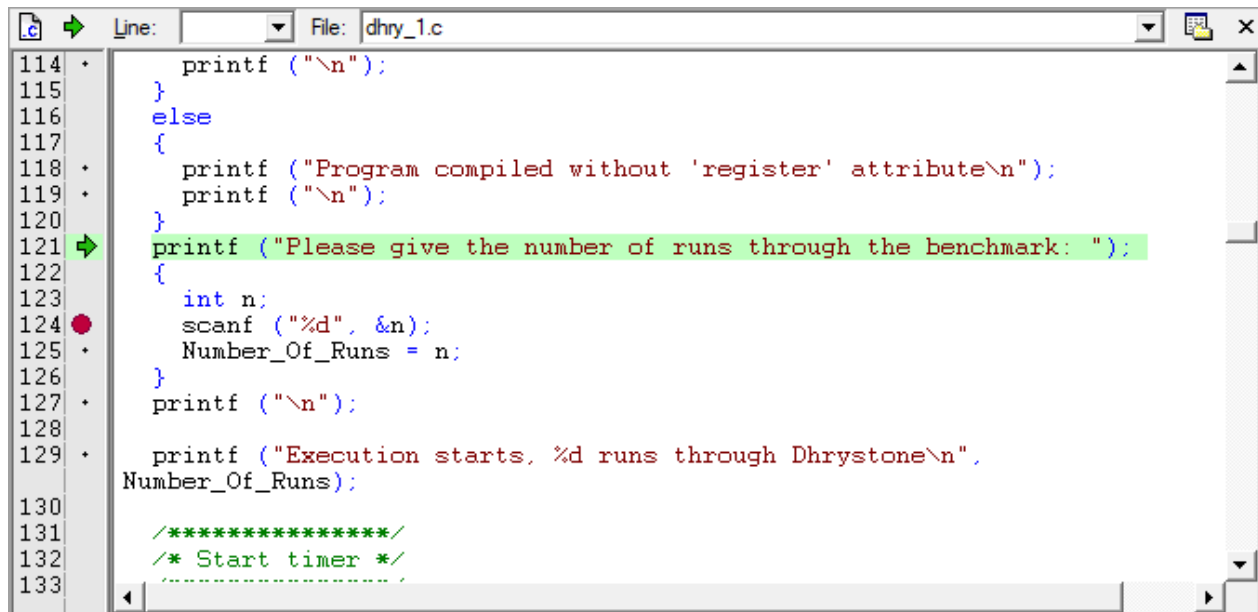 .c Line: File: dhry_1.c
114 printf ("\n");
115 }
116 else
117 {
118 printf ("Program compiled without 'register' attribute\n");
119 printf ("\n");
120 }
121 printf ("Please give the number of runs through the benchmark: ");
122 {
123 int n;
124 scanf ("%d", &n);
125 Number_Of_Runs = n;
126 }
127 printf ("\n");
128
129 printf ("Execution starts, %d runs through Dhrystone\n",
Number_Of_Runs);
130
131 /***************/
132 /* Start timer */
133